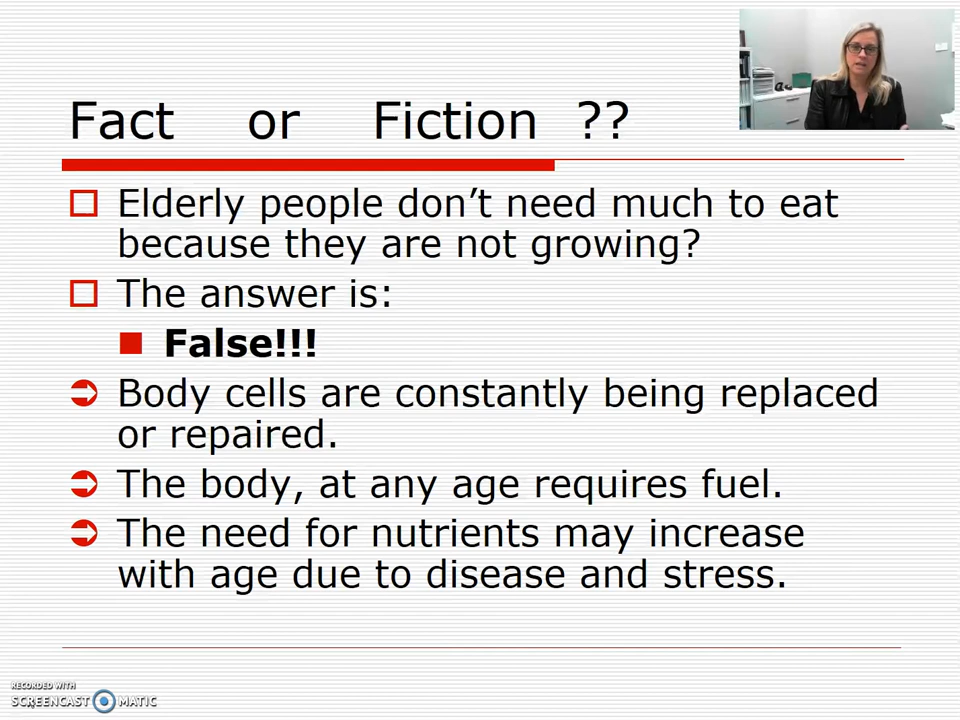 Fact or Fiction ??
Elderly people don’t need much to eat
because they are not growing?
The answer is:
False!!!
Body cells are constantly being replaced
or repaired.
The body, at any age requires fuel.
The need for nutrients may increase
with age due to disease and stress.
RECORDED WITH
SCREENCAST MATIC